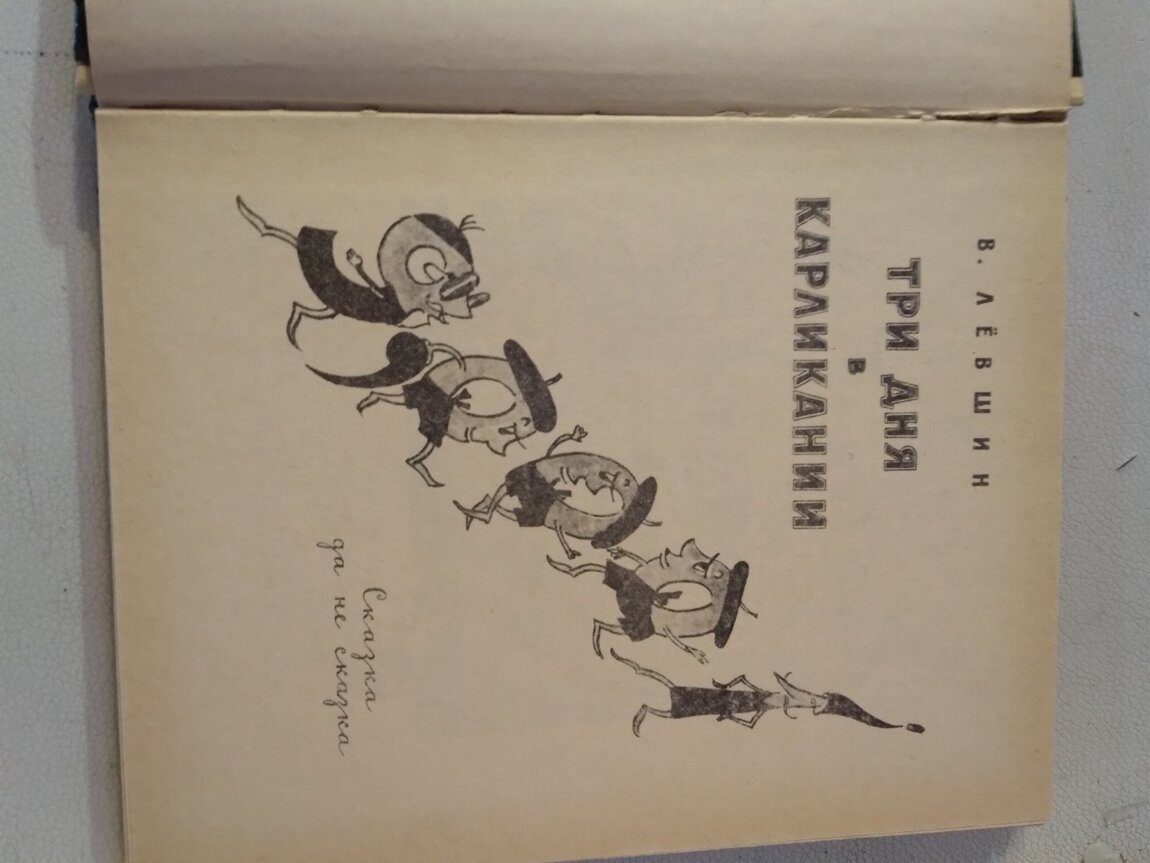 В. ЛЁВШИН
ТРИ ДНЯ
В
КАРЛИКАНИИ
Сказка
да не сказка